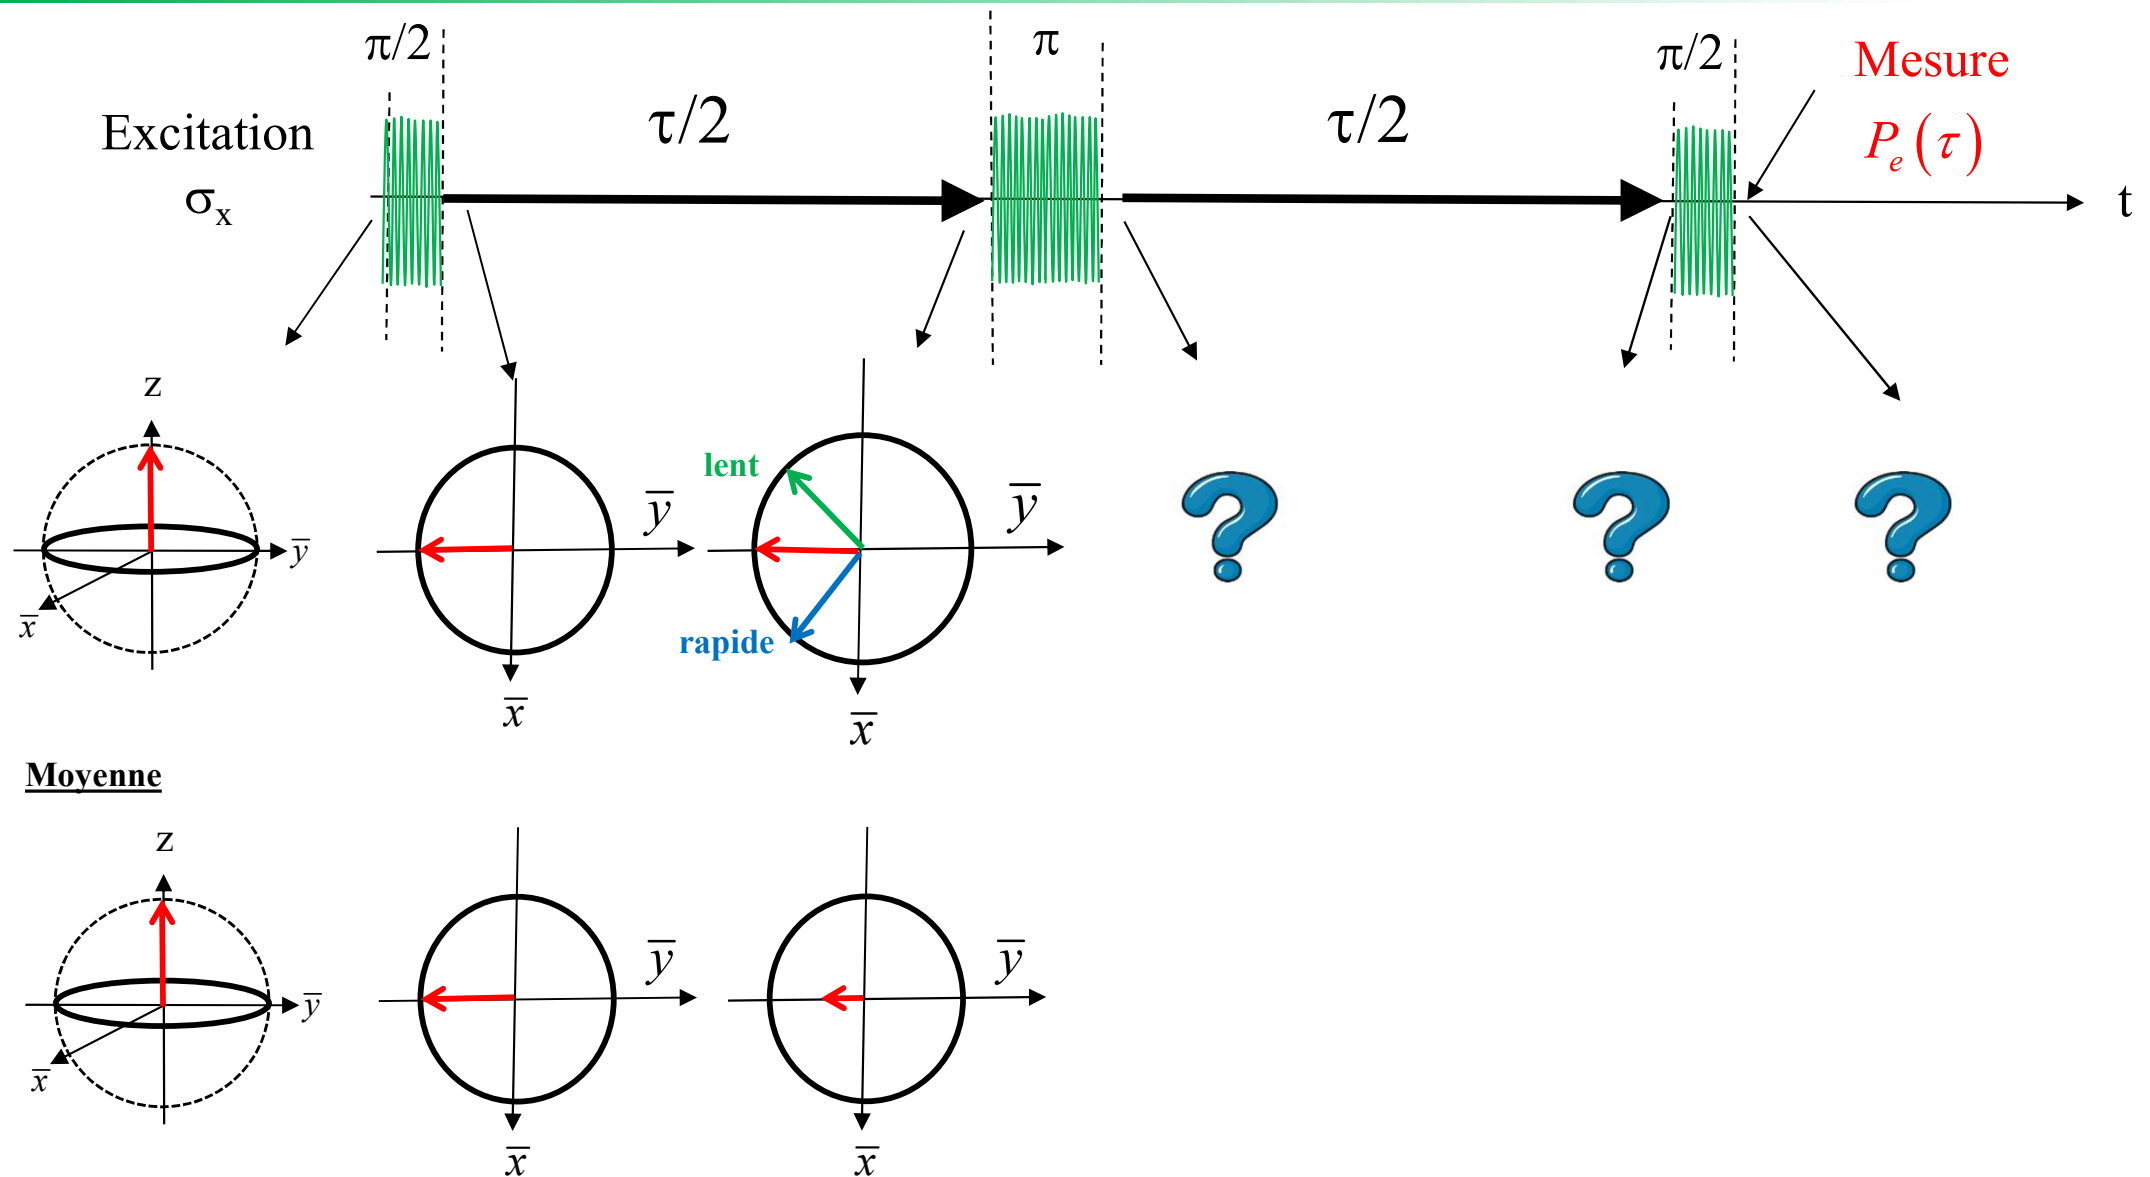 π/2
π
π/2
Mesure
Excitation
τ/2
τ/2
Pₑ(τ)
σₓ
t
z
lent
y̅
y̅
y̅
x̅
rapide
x̅
x̅
Moyenne
z
y̅
y̅
y̅
x̅
x̅
x̅
? ? ?